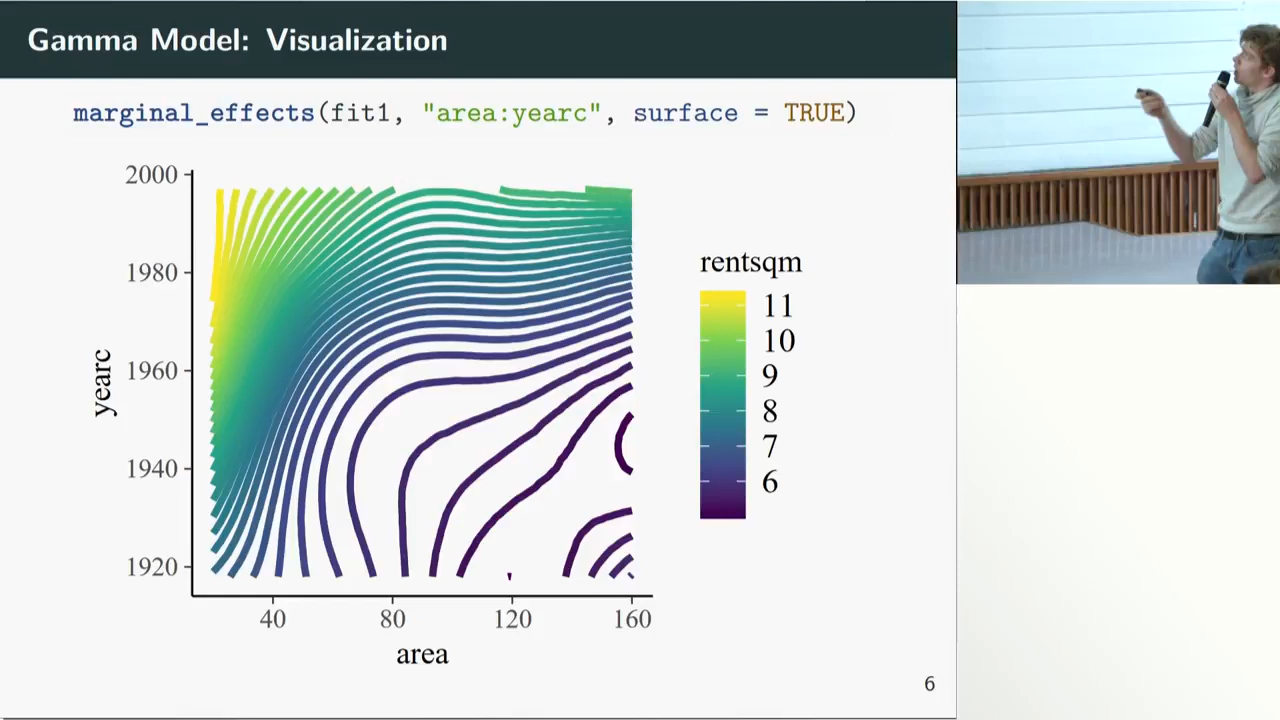 Gamma Model: Visualization
marginal_effects(fit1, "area:yearc", surface = TRUE)
2000
1980
1960
1940
1920
yearc
40 80 120 160
area
rentsqm
11
10
9
8
7
6
6